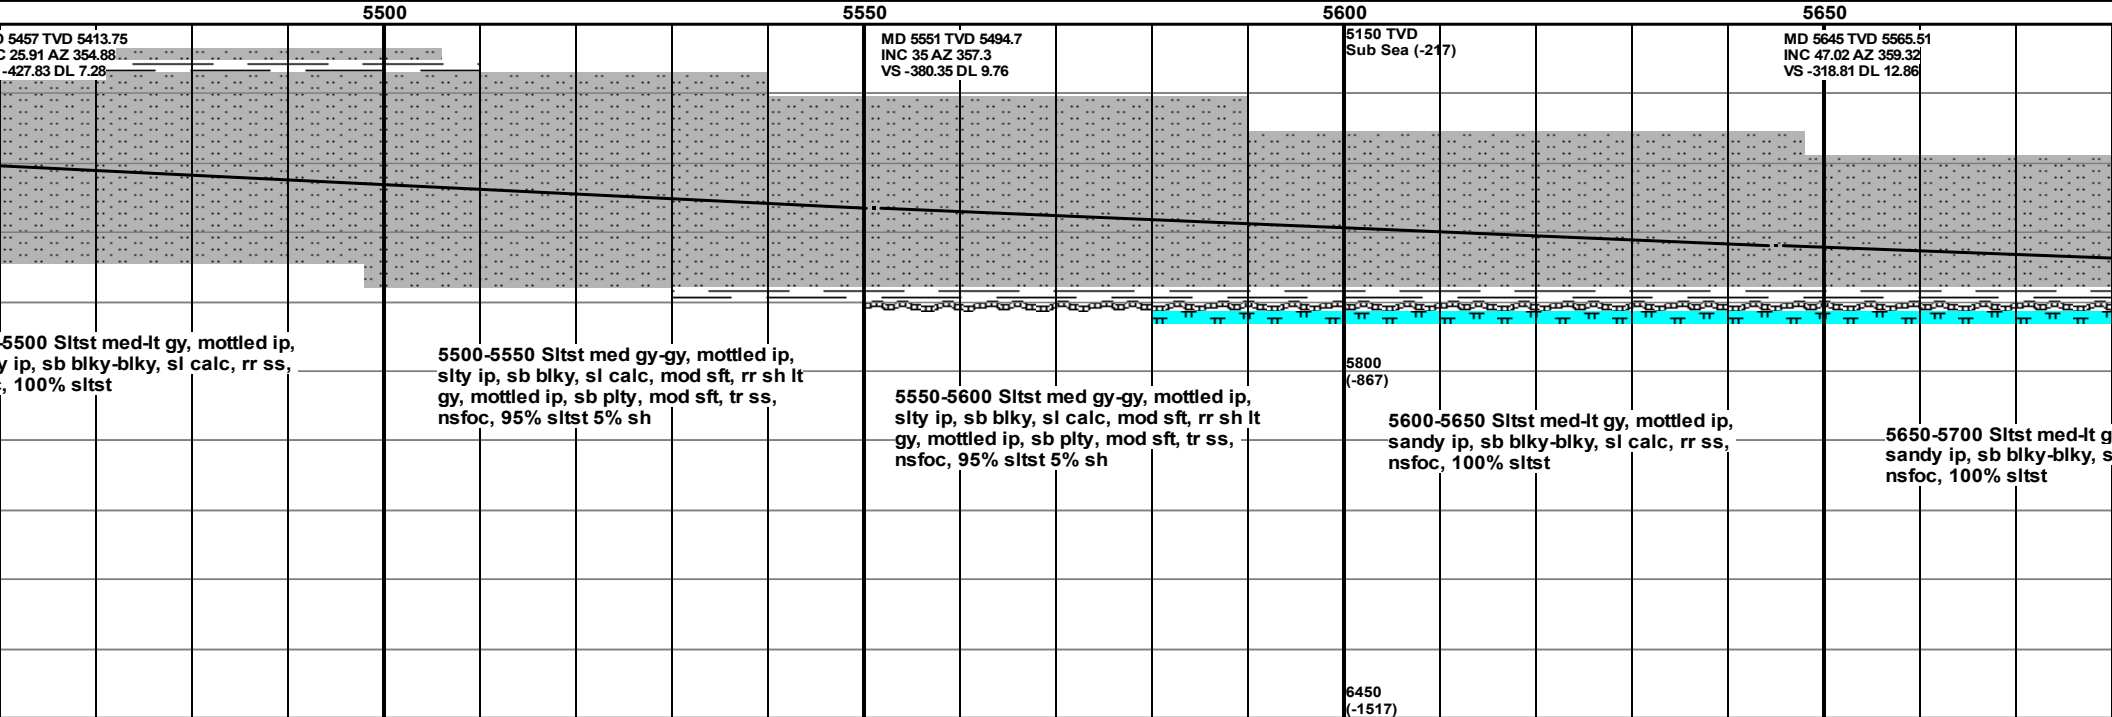 5500
5550
5600
5650
5457 TVD 5413.75
25.91 AZ 354.88
-427.83 DL 7.28
MD 5551 TVD 5494.7
INC 35 AZ 357.3
VS -380.35 DL 9.76
5150 TVD
Sub Sea (-217)
MD 5645 TVD 5565.51
INC 47.02 AZ 359.32
VS -318.81 DL 12.86
-5500 Sltst med-lt gy, mottled ip,
ip, sb blky-blky, sl calc, rr ss,
, 100% sltst
5500-5550 Sltst med gy-gy, mottled ip,
slty ip, sb blky, sl calc, mod sft, rr sh lt
gy, mottled ip, sb plty, mod sft, tr ss,
nsfoc, 95% sltst 5% sh
5550-5600 Sltst med gy-gy, mottled ip,
slty ip, sb blky, sl calc, mod sft, rr sh lt
gy, mottled ip, sb plty, mod sft, tr ss,
nsfoc, 95% sltst 5% sh
5800
(-867)
5600-5650 Sltst med-lt gy, mottled ip,
sandy ip, sb blky-blky, sl calc, rr ss,
nsfoc, 100% sltst
5650-5700 Sltst med-lt g
sandy ip, sb blky-blky, s
nsfoc, 100% sltst
6450
(-1517)